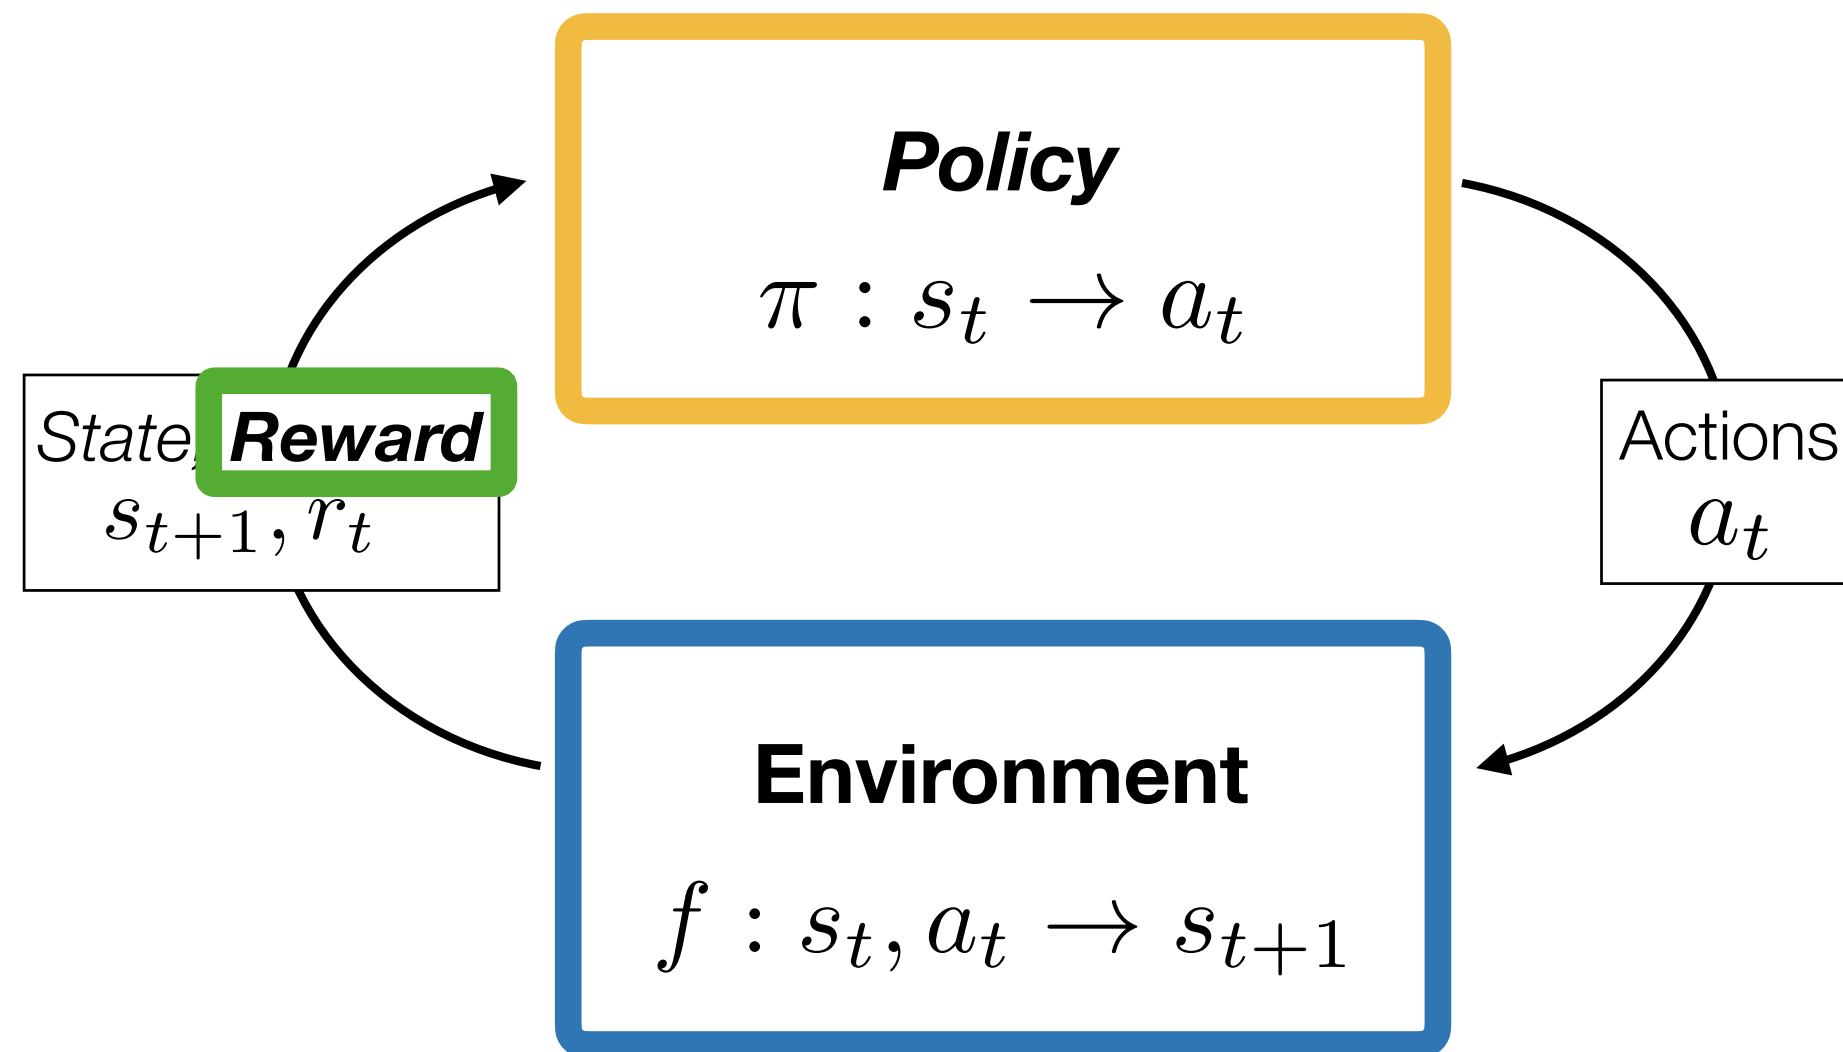 Policy
π : s_t → a_t
State, Reward
s_{t+1}, r_t
Actions
a_t
Environment
f : s_t, a_t → s_{t+1}